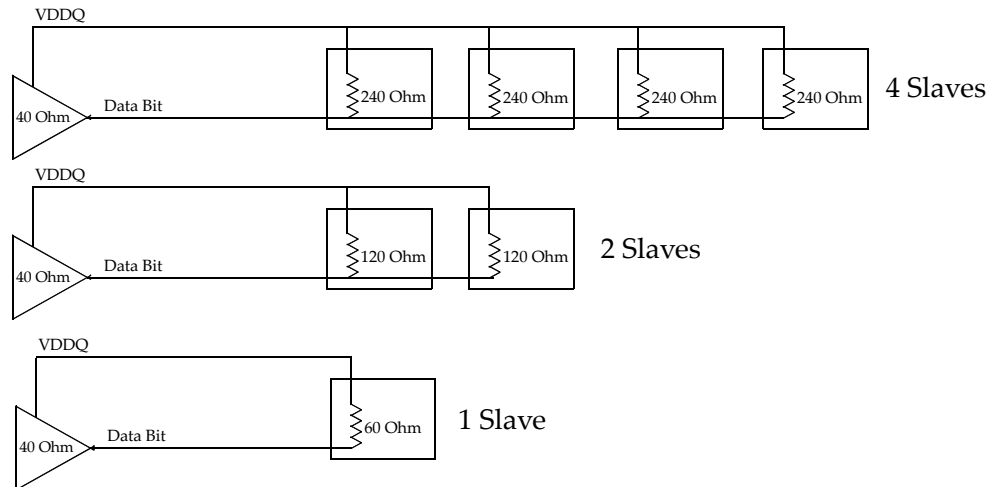 VDDQ
40 Ohm
Data Bit
240 Ohm
240 Ohm
240 Ohm
240 Ohm
4 Slaves
VDDQ
40 Ohm
Data Bit
120 Ohm
120 Ohm
2 Slaves
VDDQ
40 Ohm
Data Bit
60 Ohm
1 Slave